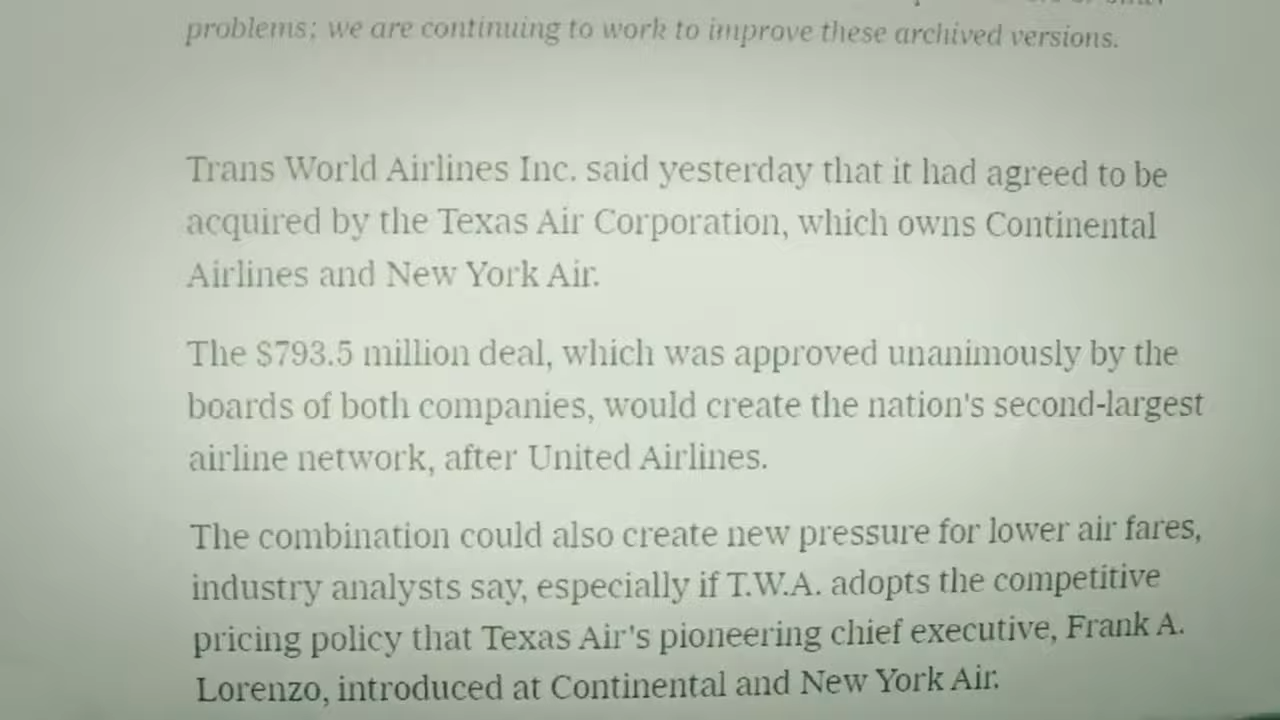 problems; we are continuing to work to improve these archived versions.
Trans World Airlines Inc. said yesterday that it had agreed to be
acquired by the Texas Air Corporation, which owns Continental
Airlines and New York Air.
The $793.5 million deal, which was approved unanimously by the
boards of both companies, would create the nation's second-largest
airline network, after United Airlines.
The combination could also create new pressure for lower air fares,
industry analysts say, especially if T.W.A. adopts the competitive
pricing policy that Texas Air's pioneering chief executive, Frank A.
Lorenzo, introduced at Continental and New York Air.